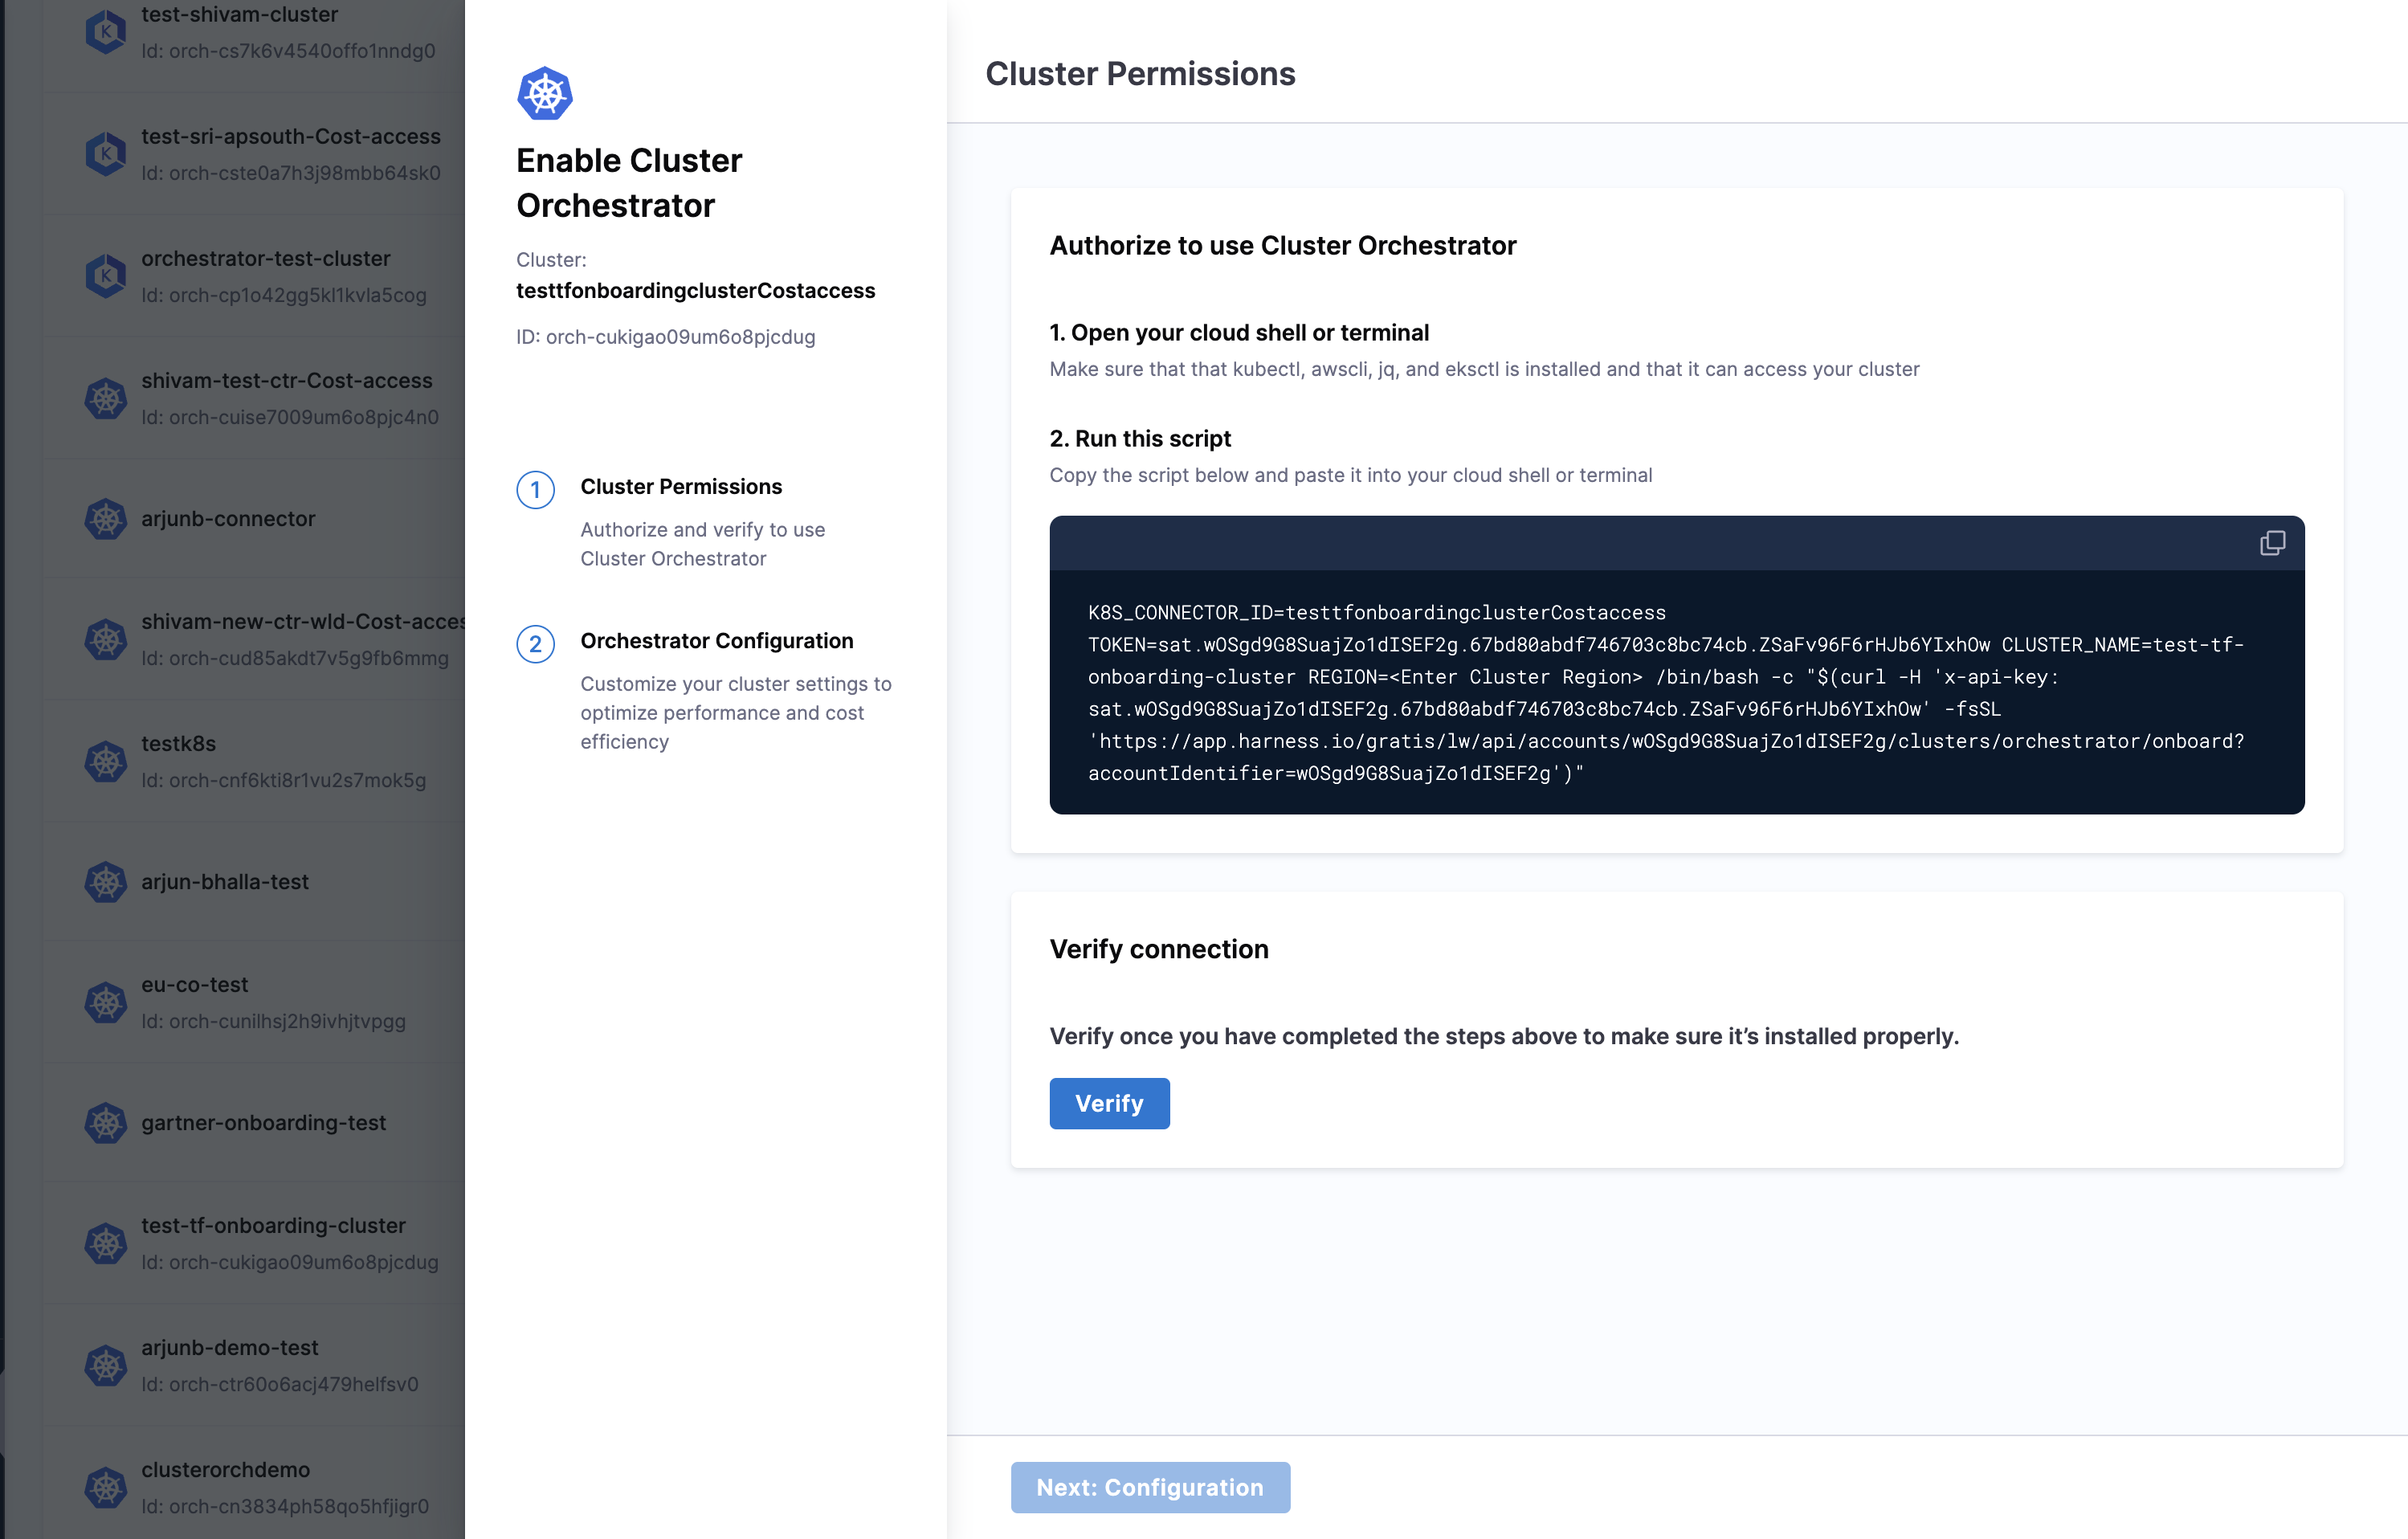 test-shivam-cluster
Id: orch-cs7k6v4540offo1nndg0
test-sri-apsouth-Cost-access
Id: orch-cste0a7h3j98mbb64sk0
orchestrator-test-cluster
Id: orch-cp1o42gg5kl1kvla5cog
shivam-test-ctr-Cost-access
Id: orch-cuise7009um6o8pjc4n0
arjunb-connector
shivam-new-ctr-wld-Cost-acces
Id: orch-cud85akdt7v5g9fb6mmg
testk8s
Id: orch-cnf6kti8r1vu2s7mok5g
arjun-bhalla-test
eu-co-test
Id: orch-cunilhsj2h9ivhjtvpgg
gartner-onboarding-test
test-tf-onboarding-cluster
Id: orch-cukigao09um6o8pjcdug
arjunb-demo-test
Id: orch-ctr60o6acj479helfsv0
clusterorchdemo
Id: orch-cn3834ph58qo5hfjigr0
Enable Cluster
Orchestrator
Cluster:
testtfonboardingclusterCostaccess
ID: orch-cukigao09um6o8pjcdug
1
Cluster Permissions
Authorize and verify to use
Cluster Orchestrator
2
Orchestrator Configuration
Customize your cluster settings to
optimize performance and cost
efficiency
Cluster Permissions
Authorize to use Cluster Orchestrator
1. Open your cloud shell or terminal
Make sure that that kubectl, awscli, jq, and eksctl is installed and that it can access your cluster
2. Run this script
Copy the script below and paste it into your cloud shell or terminal
K8S_CONNECTOR_ID=testtfonboardingclusterCostaccess
TOKEN=sat.wOSgd9G8SuajZo1dISEF2g.67bd80abdf746703c8bc74cb.ZSaFv96F6rHJb6YIxhOw CLUSTER_NAME=test-tf-
onboarding-cluster REGION=<Enter Cluster Region> /bin/bash -c "$(curl -H 'x-api-key:
sat.wOSgd9G8SuajZo1dISEF2g.67bd80abdf746703c8bc74cb.ZSaFv96F6rHJb6YIxhOw' -fsSL
'https://app.harness.io/gratis/lw/api/accounts/wOSgd9G8SuajZo1dISEF2g/clusters/orchestrator/onboard?
accountIdentifier=wOSgd9G8SuajZo1dISEF2g')"
Verify connection
Verify once you have completed the steps above to make sure it’s installed properly.
Verify
Next: Configuration